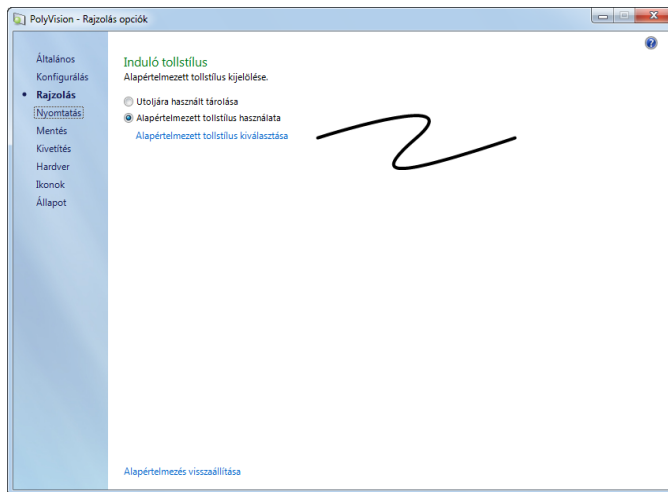 PolyVision - Rajzolás opciók
Általános
Konfigurálás
Rajzolás
Nyomtatás
Mentés
Kivetítés
Hardver
Ikonok
Állapot
Induló tollstílus
Alapértelmezett tollstílus kijelölése.
Utoljára használt tárolása
Alapértelmezett tollstílus használata
Alapértelmezett tollstílus kiválasztása
Alapértelmezés visszaállítása